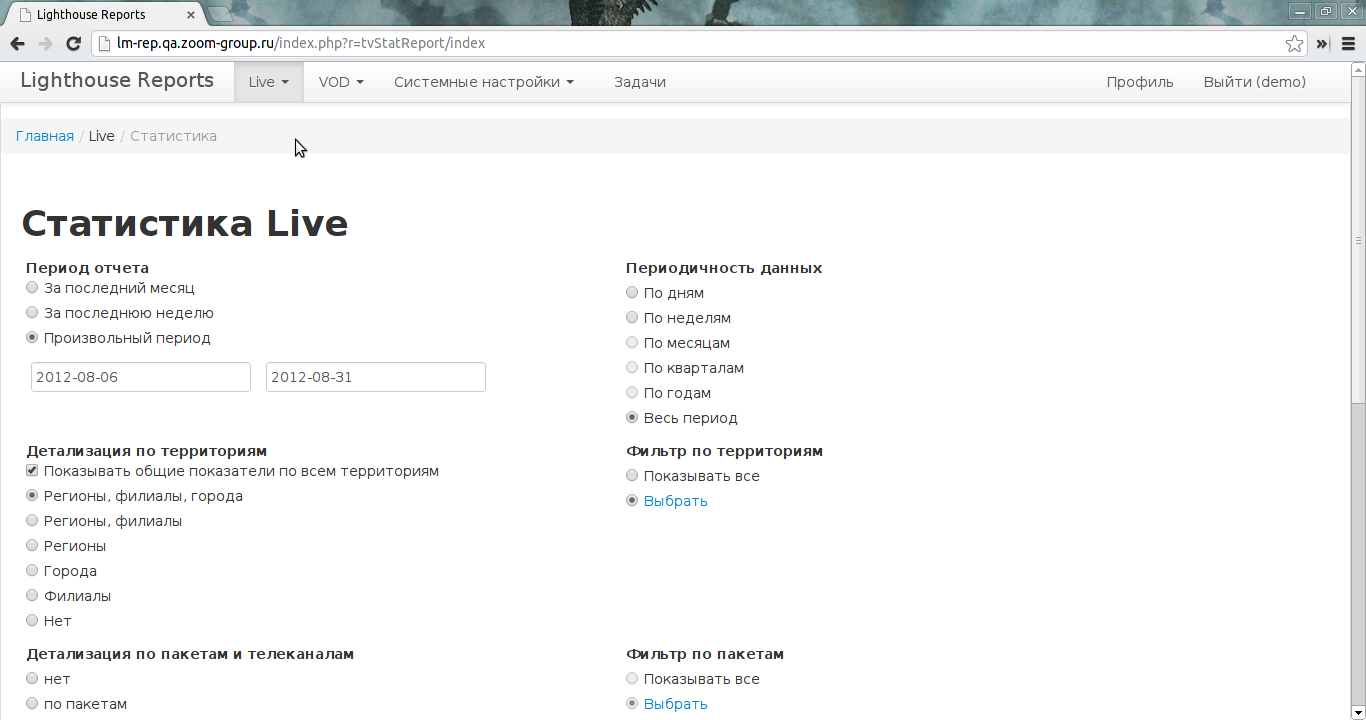 Lighthouse Reports
lm-rep.qa.zoom-group.ru/index.php?r=tvStatReport/index
Lighthouse Reports Live VOD Системные настройки Задачи Профиль Выйти (demo)
Главная / Live / Статистика
Статистика Live
Период отчета
За последний месяц
За последнюю неделю
Произвольный период
2012-08-06 2012-08-31
Периодичность данных
По дням
По неделям
По месяцам
По кварталам
По годам
Весь период
Детализация по территориям
Показывать общие показатели по всем территориям
Регионы, филиалы, города
Регионы, филиалы
Регионы
Города
Филиалы
Нет
Фильтр по территориям
Показывать все
Выбрать
Детализация по пакетам и телеканалам
нет
по пакетам
Фильтр по пакетам
Показывать все
Выбрать